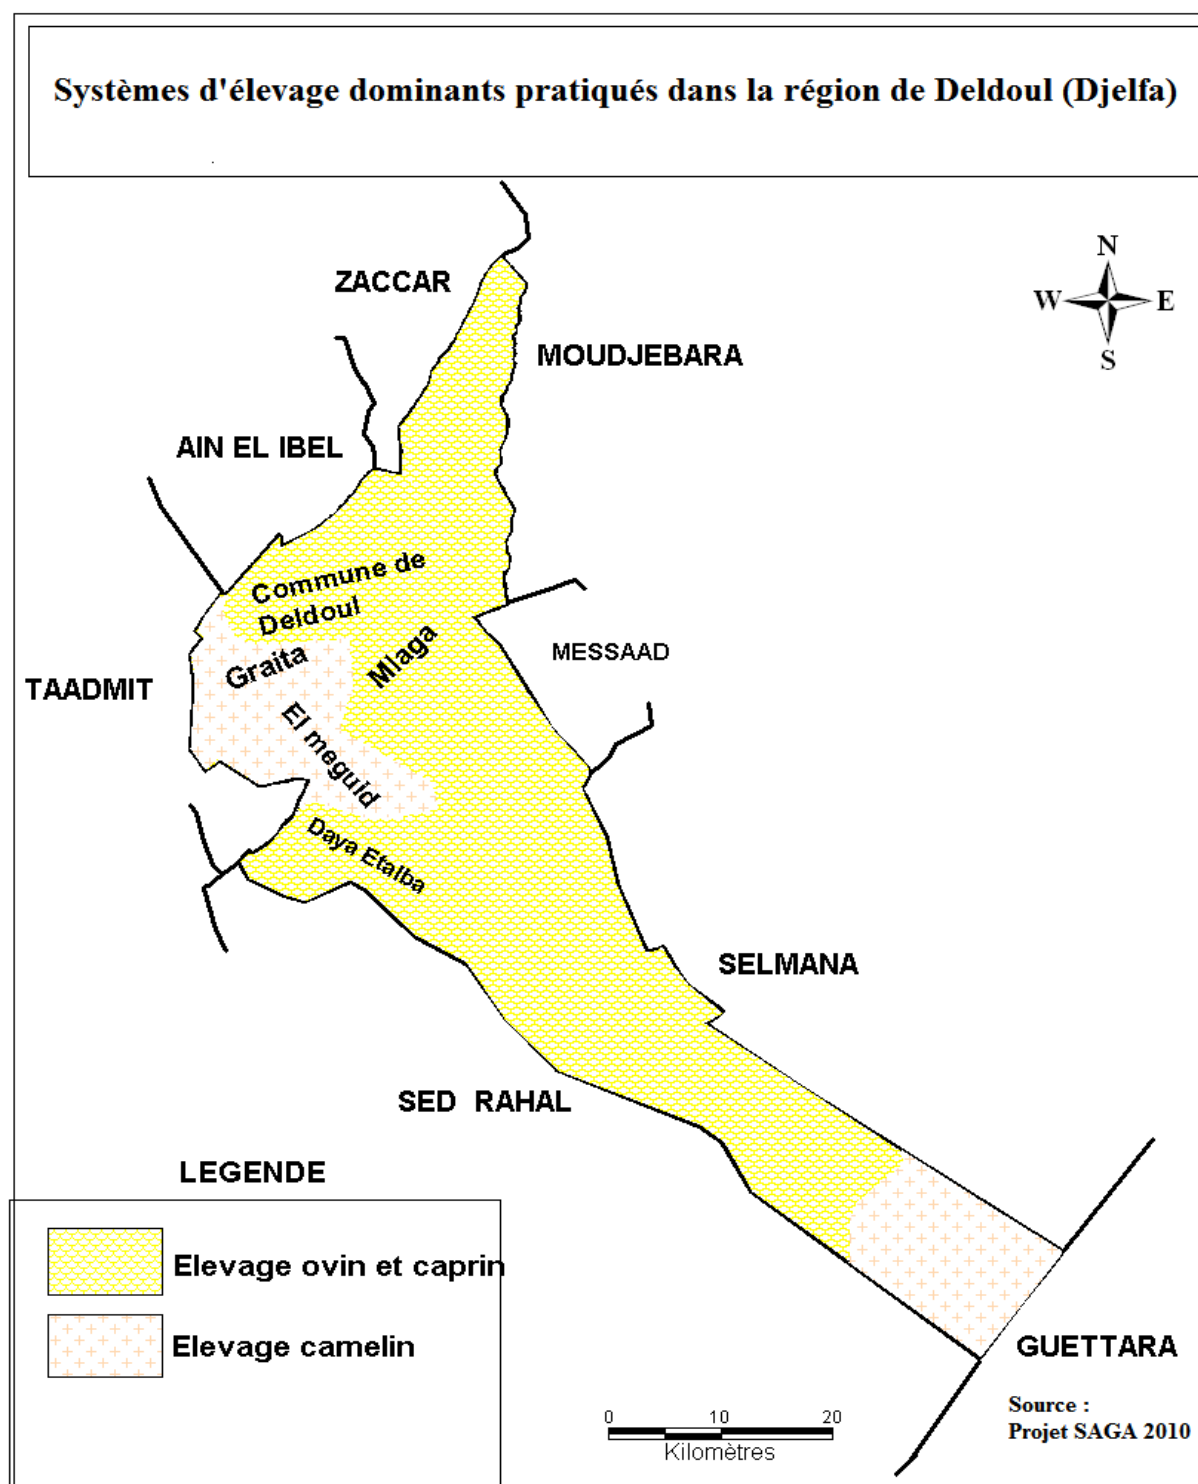 Systèmes d'élevage dominants pratiqués dans la région de Deldoul (Djelfa)
N
W E
S
ZACCAR
MOUDJEBARA
AIN EL IBEL
Commune de
Deldoul
Graita
Mlaga
MESSAAD
TAADMIT
El meguid
Daya Etalba
SELMANA
SED RAHAL
GUETTARA
LEGENDE
Elevage ovin et caprin
Elevage camelin
0 10 20
Kilomètres
Source :
Projet SAGA 2010